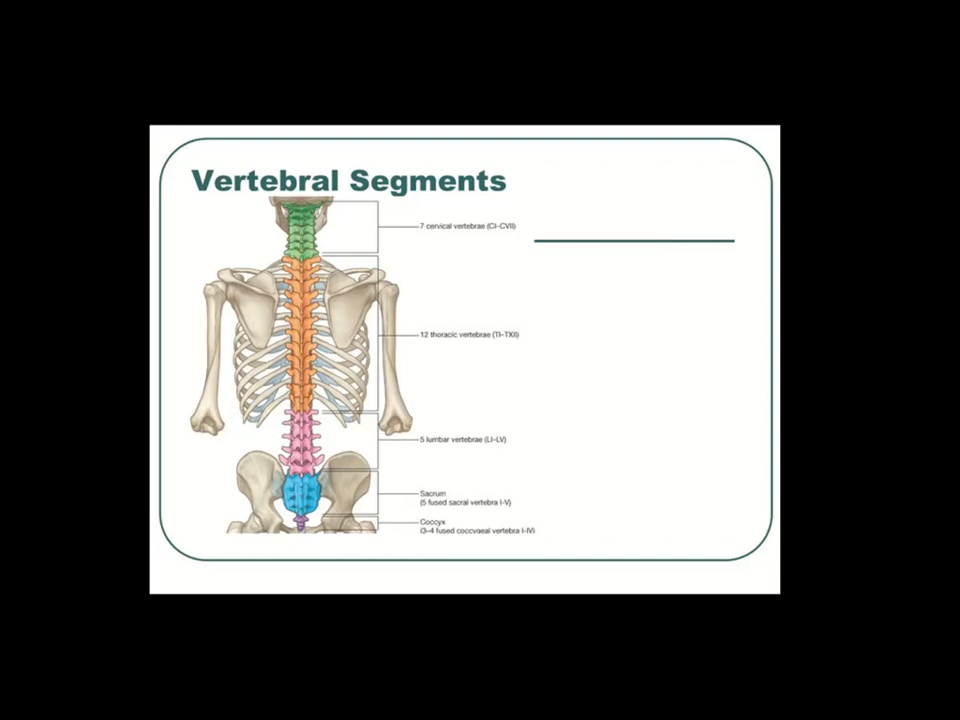 Vertebral Segments
7 cervical vertebrae (CI–CVII)
12 thoracic vertebrae (TI–TXII)
5 lumbar vertebrae (LI–LV)
Sacrum
(5 fused sacral vertebra I-V)
Coccyx
(3–4 fused coccygeal vertebra I-IV)